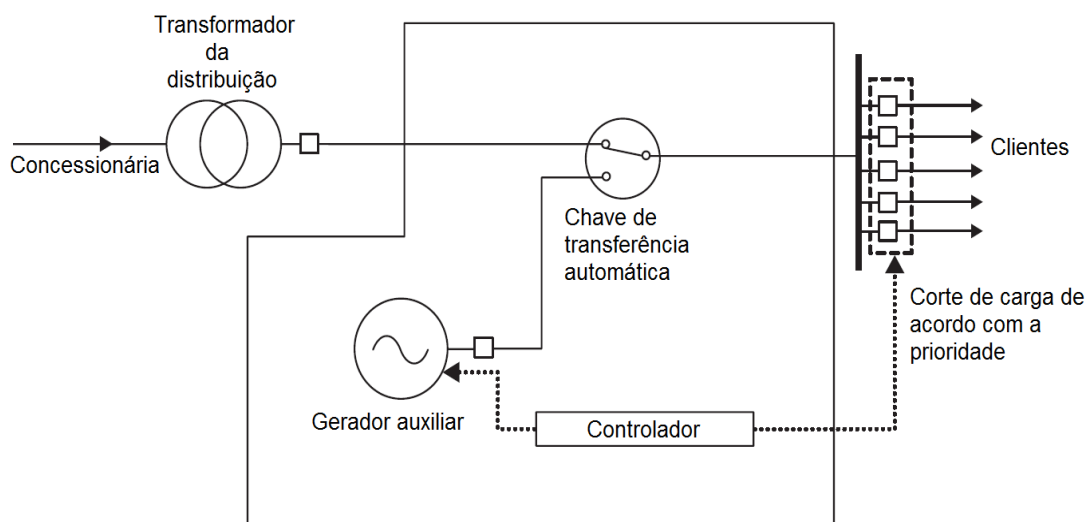 Transformador
da
distribuição
Concessionária
Clientes
Chave de
transferência
automática
Corte de carga de
acordo com a
prioridade
Gerador auxiliar
Controlador